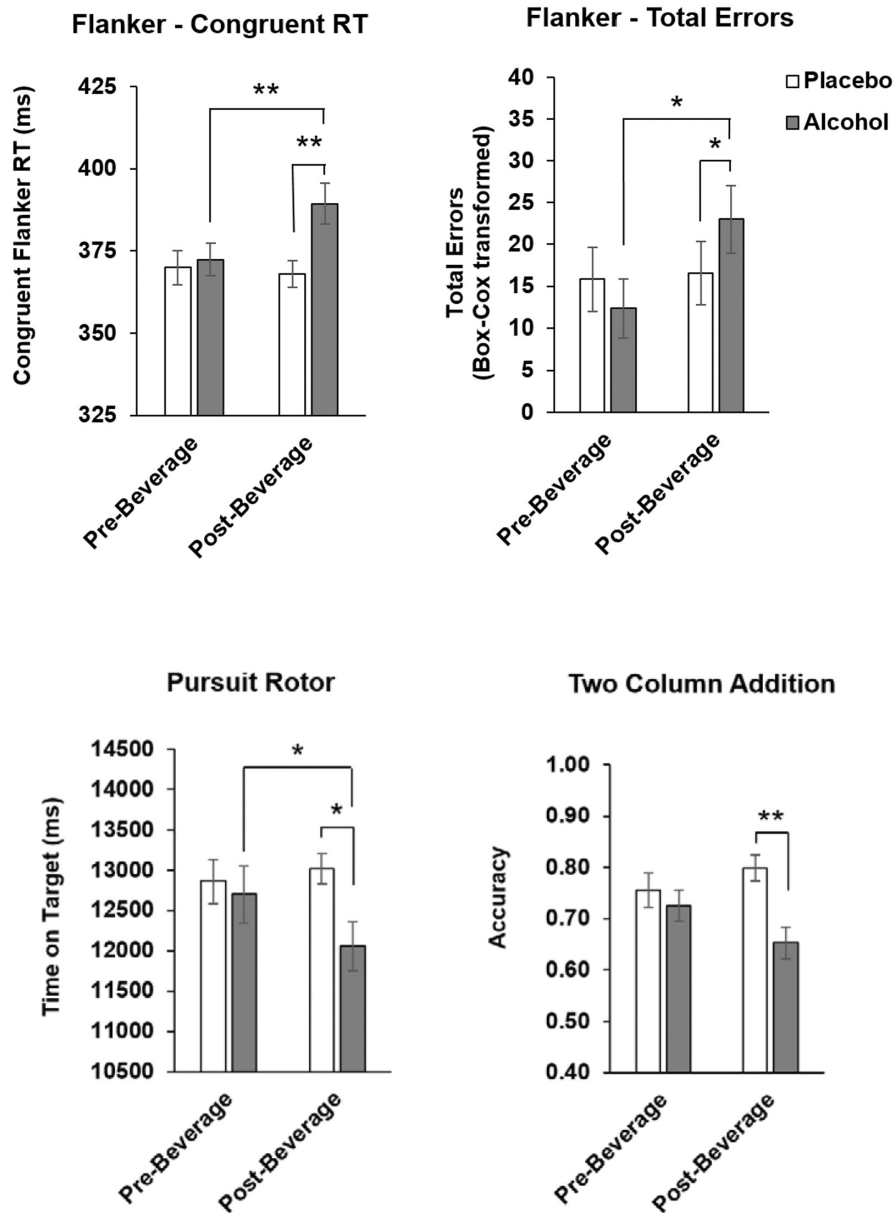 Flanker - Congruent RT
Congruent Flanker RT (ms)
425
400
375
350
325
**
**
Pre-Beverage
Post-Beverage
Flanker - Total Errors
Total Errors
(Box-Cox transformed)
40
35
30
25
20
15
10
5
0
*
*
Pre-Beverage
Post-Beverage
Placebo
Alcohol
Pursuit Rotor
Time on Target (ms)
14500
14000
13500
13000
12500
12000
11500
11000
10500
*
*
Pre-Beverage
Post-Beverage
Two Column Addition
Accuracy
1.00
0.90
0.80
0.70
0.60
0.50
0.40
**
Pre-Beverage
Post-Beverage